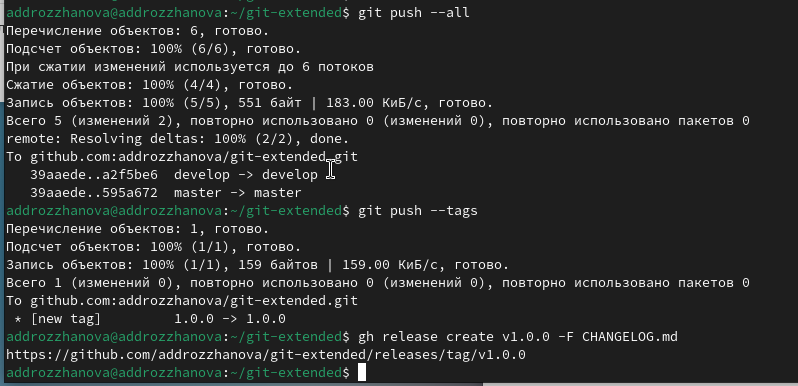 addrozzhanova@addrozzhanova:~/git-extended$ git push --all
Перечисление объектов: 6, готово.
Подсчет объектов: 100% (6/6), готово.
При сжатии изменений используется до 6 потоков
Сжатие объектов: 100% (4/4), готово.
Запись объектов: 100% (5/5), 551 байт | 183.00 КиБ/с, готово.
Всего 5 (изменений 2), повторно использовано 0 (изменений 0), повторно использовано пакетов 0
remote: Resolving deltas: 100% (2/2), done.
To github.com:addrozzhanova/git-extended.git
   39aaede..a2f5be6  develop -> develop
   39aaede..595a672  master -> master
addrozzhanova@addrozzhanova:~/git-extended$ git push --tags
Перечисление объектов: 1, готово.
Подсчет объектов: 100% (1/1), готово.
Запись объектов: 100% (1/1), 159 байтов | 159.00 КиБ/с, готово.
Всего 1 (изменений 0), повторно использовано 0 (изменений 0), повторно использовано пакетов 0
To github.com:addrozzhanova/git-extended.git
 * [new tag]         1.0.0 -> 1.0.0
addrozzhanova@addrozzhanova:~/git-extended$ gh release create v1.0.0 -F CHANGELOG.md
https://github.com/addrozzhanova/git-extended/releases/tag/v1.0.0
addrozzhanova@addrozzhanova:~/git-extended$